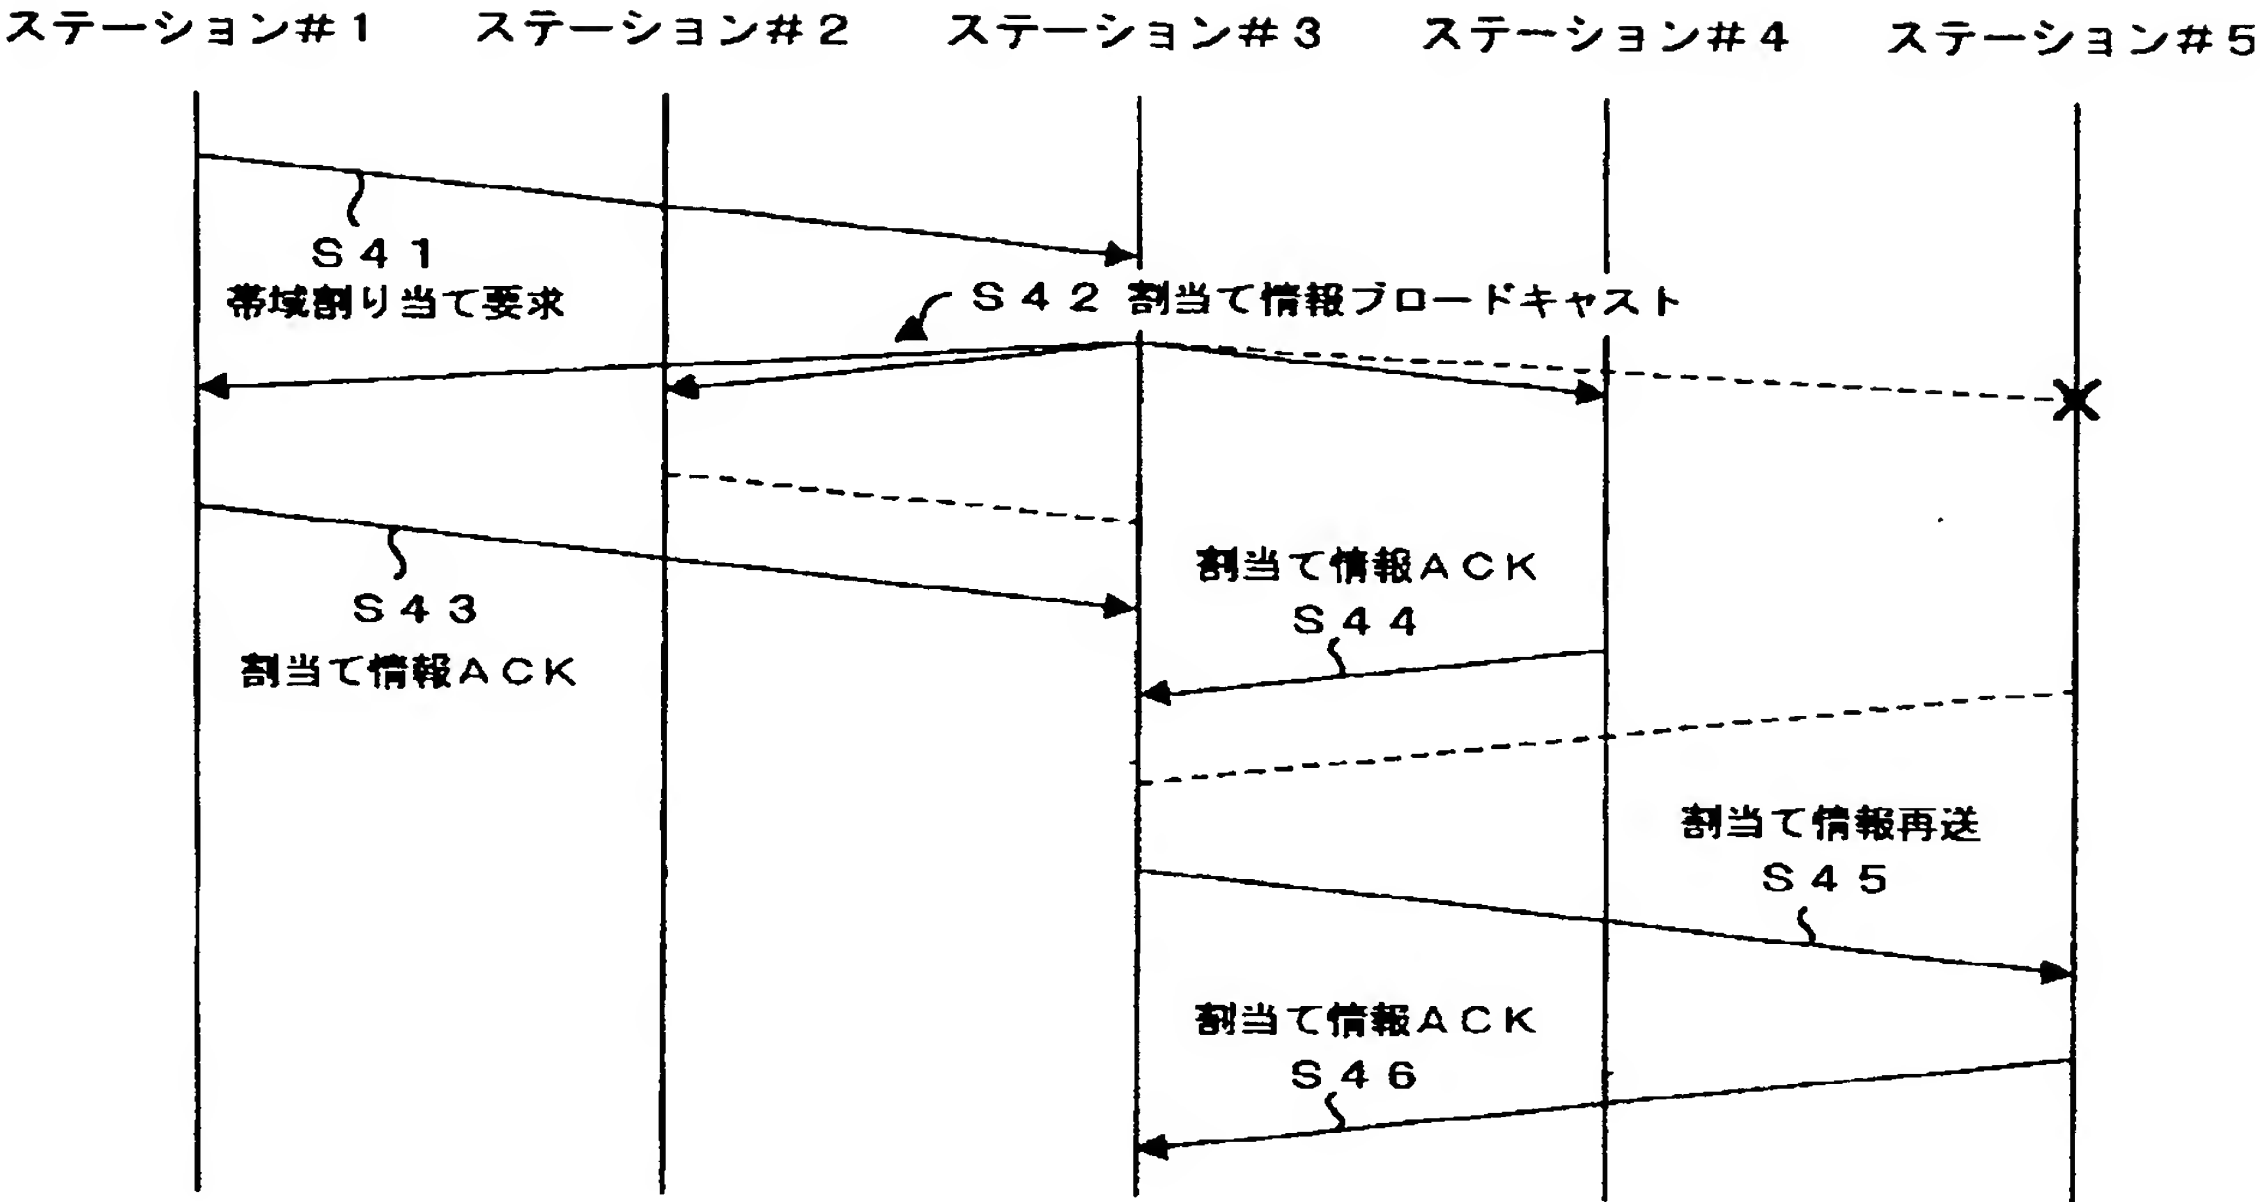 ステーション#1 ステーション#2 ステーション#3 ステーション#4 ステーション#5
S41
帯域割り当て要求
S42 割当て情報ブロードキャスト
割当て情報ACK
S44
S43
割当て情報ACK
割当て情報再送
S45
割当て情報ACK
S46